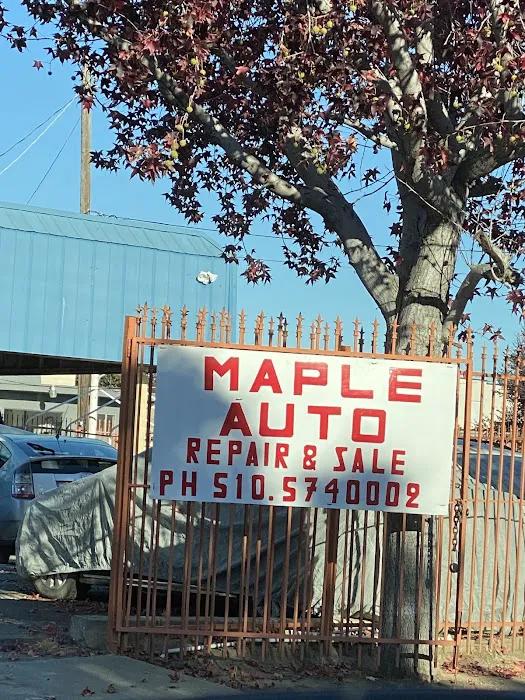 MAPLE
AUTO
REPAIR & SALE
PH 510.5740002